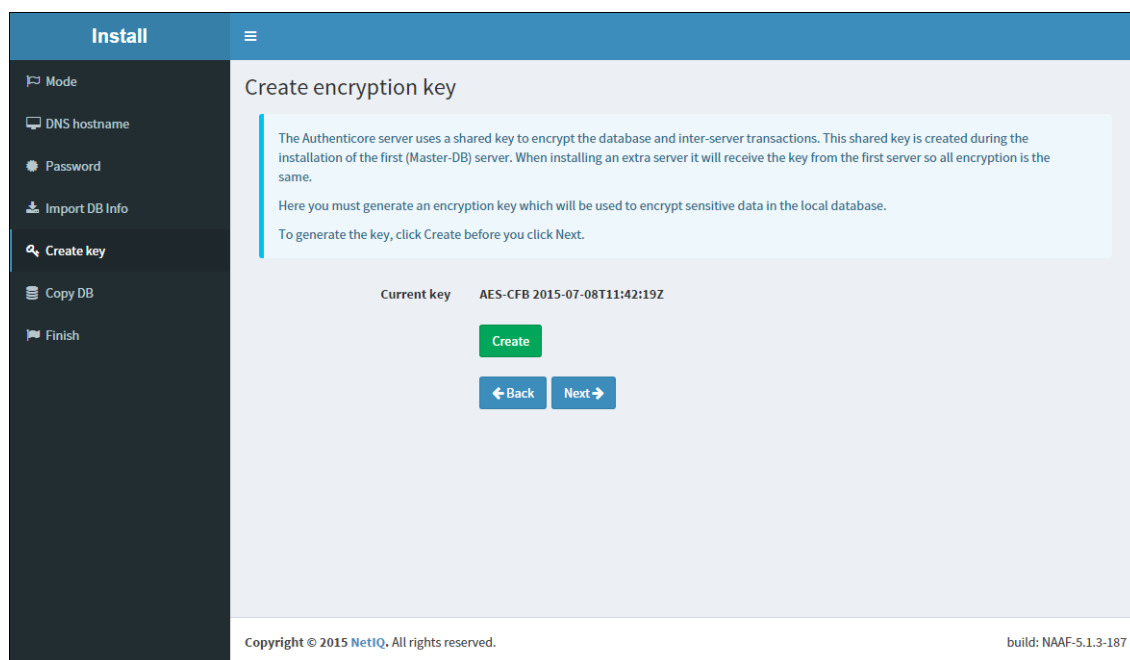 Install
Mode
DNS hostname
Password
Import DB Info
Create key
Copy DB
Finish
Create encryption key
The Authenticore server uses a shared key to encrypt the database and inter-server transactions. This shared key is created during the
installation of the first (Master-DB) server. When installing an extra server it will receive the key from the first server so all encryption is the
same.
Here you must generate an encryption key which will be used to encrypt sensitive data in the local database.
To generate the key, click Create before you click Next.
Current key AES-CFB 2015-07-08T11:42:19Z
Create
Back Next
Copyright © 2015 NetIQ. All rights reserved. build: NAAF-5.1.3-187